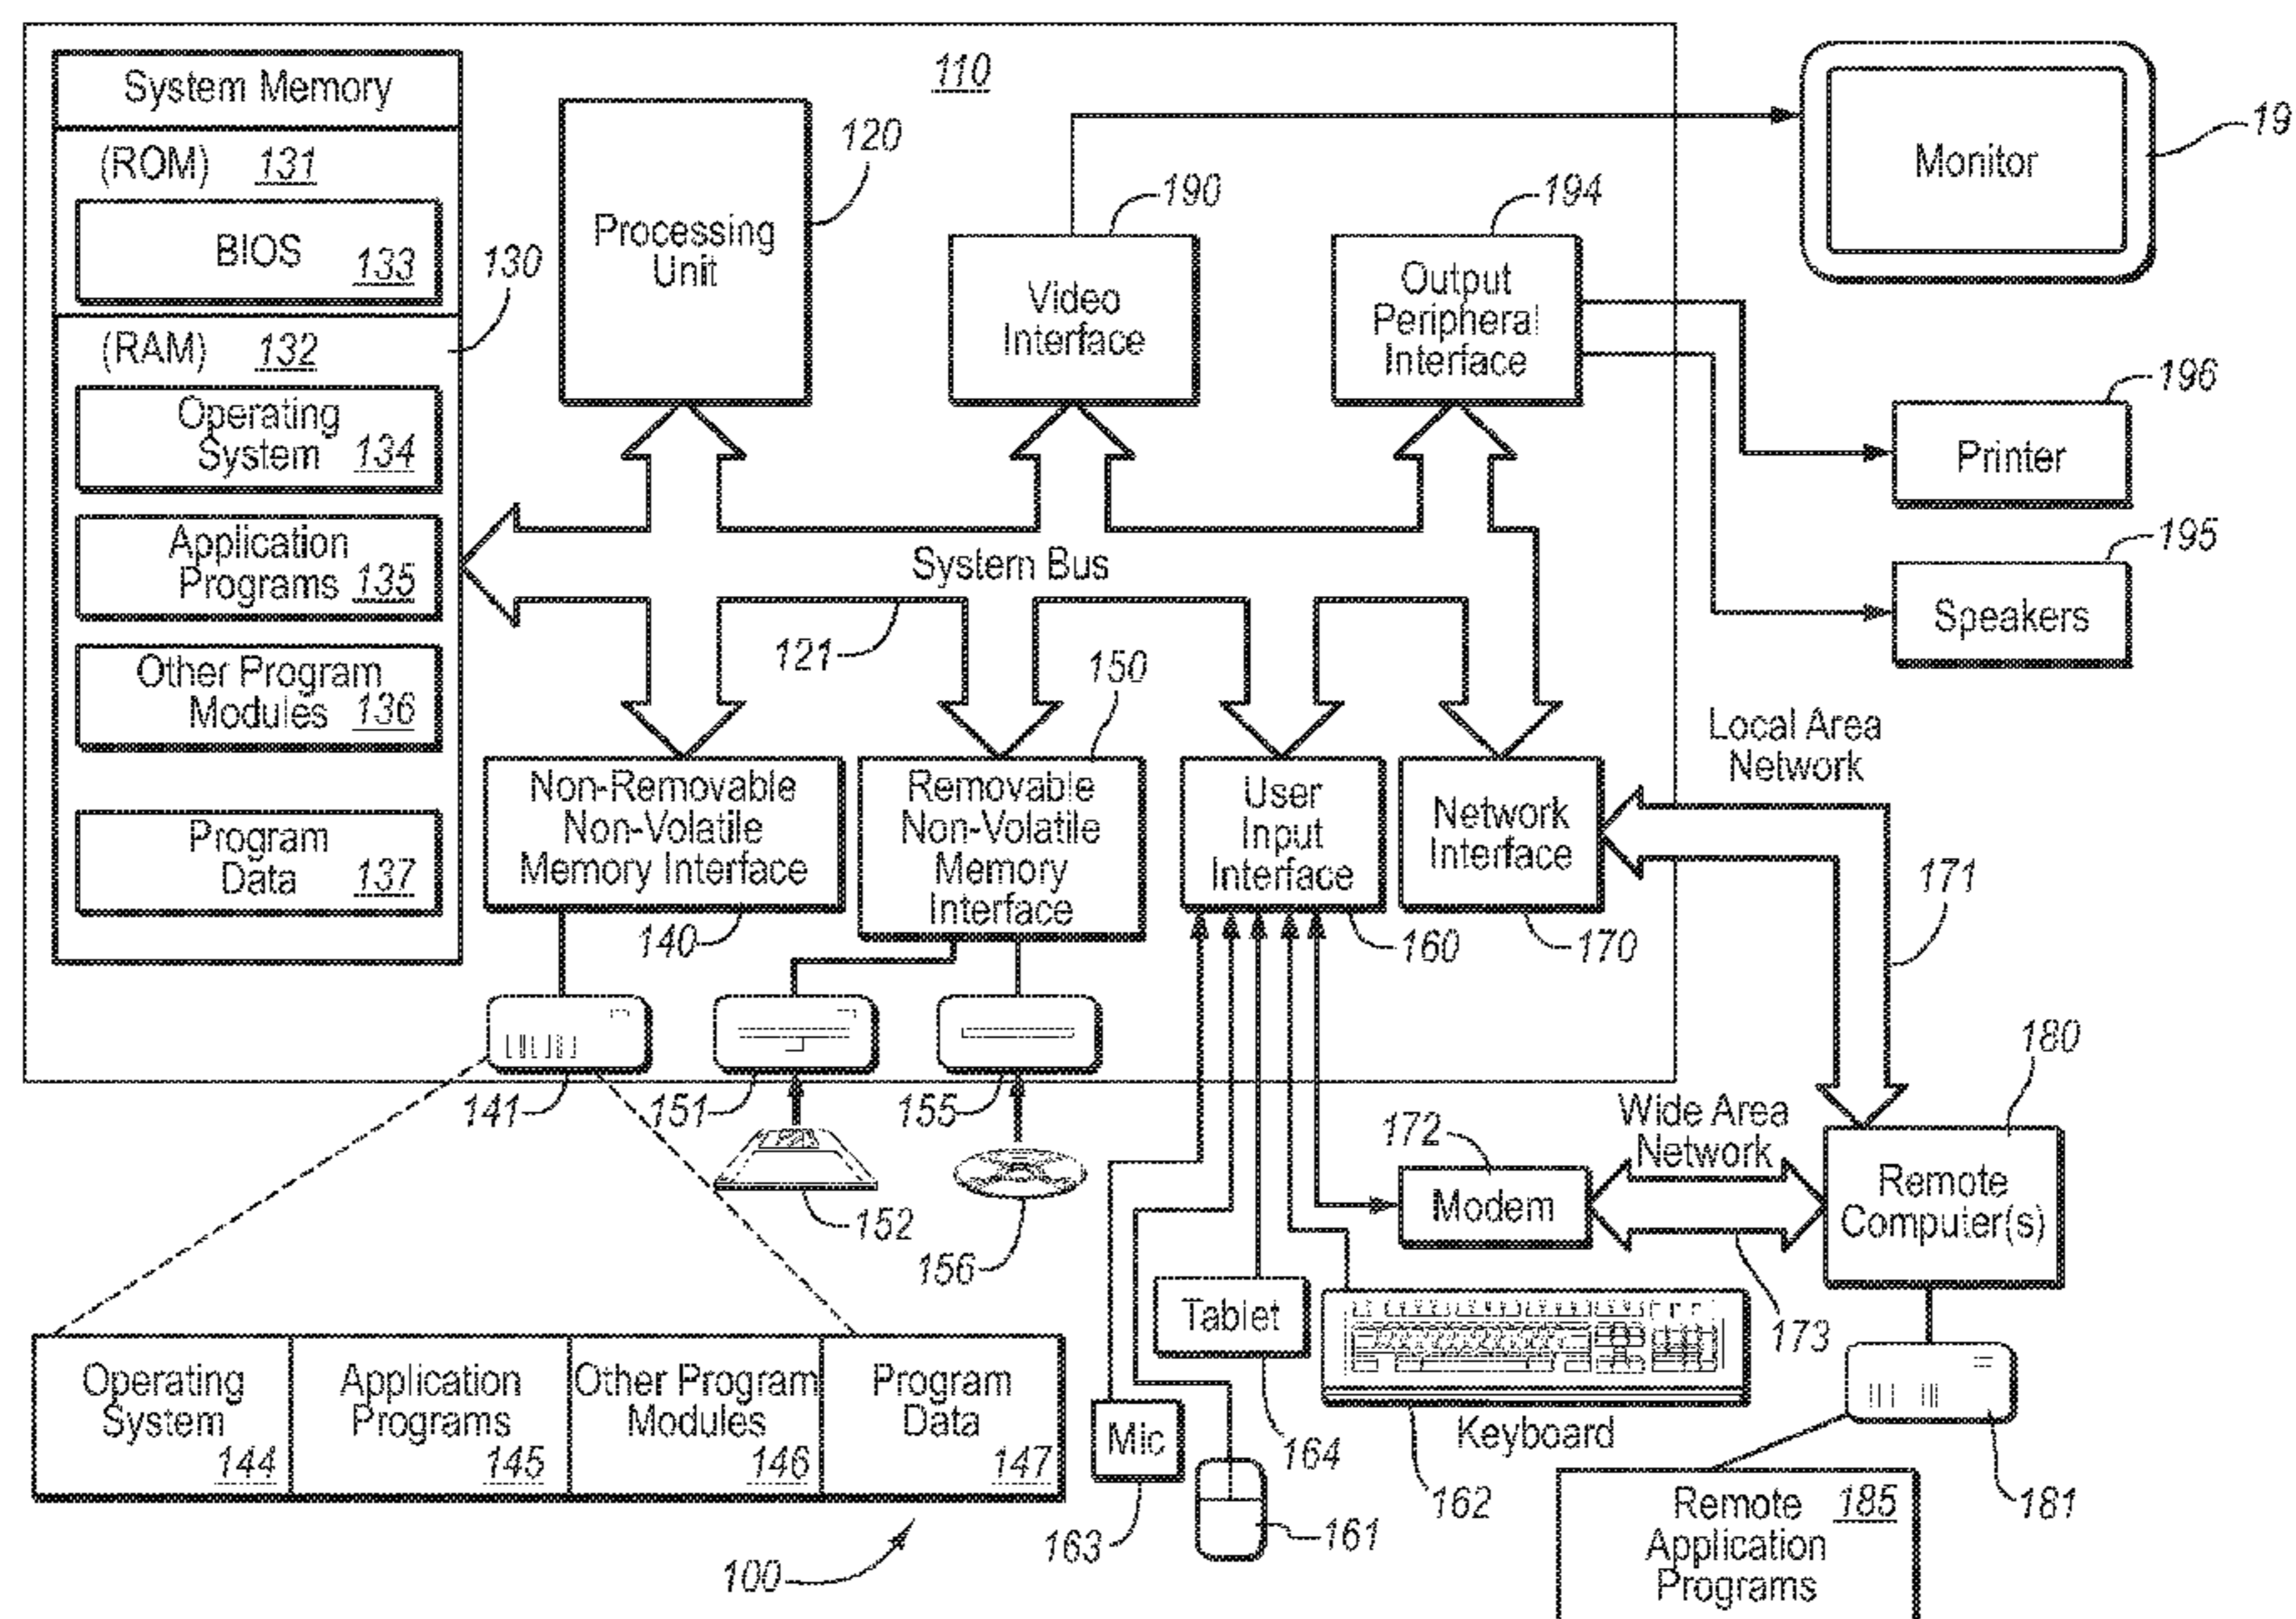 110
System Memory
(ROM) 131
BIOS 133
130
(RAM) 132
Operating
System 134
Application
Programs 135
Other Program
Modules 136
Program
Data 137
Processing
Unit
120
190
Video
Interface
194
Output
Peripheral
Interface
Monitor
19
196
Printer
195
Speakers
System Bus
121
150
Non-Removable
Non-Volatile
Memory Interface
140
Removable
Non-Volatile
Memory
Interface
User
Input
Interface
160
Network
Interface
170
Local Area
Network
171
180
141
151
155
152
156
172
Modem
Wide Area
Network
173
Remote
Computer(s)
Tablet
164
Keyboard
162
Mic
163
161
181
Remote 185
Application
Programs
Operating
System
144
Application
Programs
145
Other Program
Modules
146
Program
Data
147
100